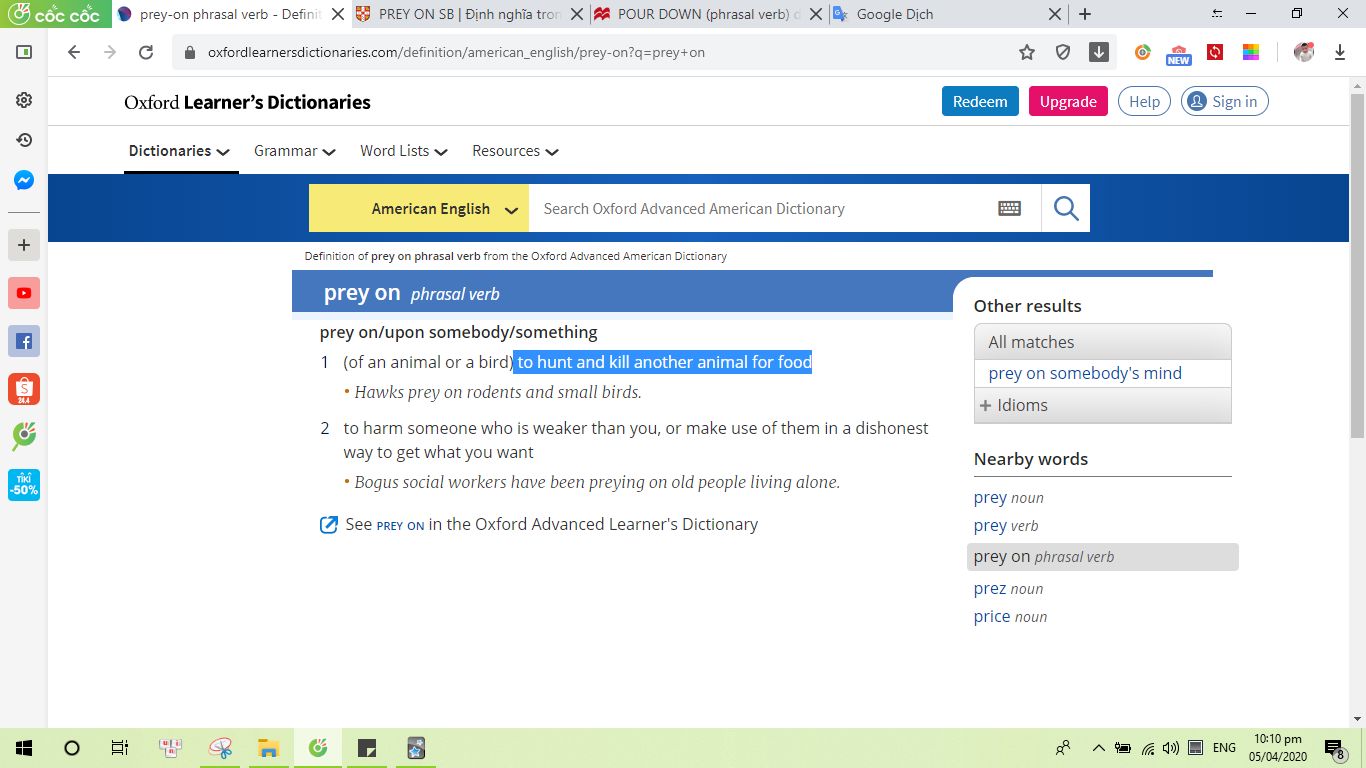 cốc cốc
prey-on phrasal verb - Definit
PREY ON SB | Định nghĩa tron
POUR DOWN (phrasal verb) d
Google Dịch
oxfordlearnersdictionaries.com/definition/american_english/prey-on?q=prey+on
NEW
Oxford Learner's Dictionaries
Redeem
Upgrade
Help
Sign in
Dictionaries
Grammar
Word Lists
Resources
American English
Search Oxford Advanced American Dictionary
Definition of prey on phrasal verb from the Oxford Advanced American Dictionary
prey on phrasal verb
prey on/upon somebody/something
1 (of an animal or a bird) to hunt and kill another animal for food
• Hawks prey on rodents and small birds.
2 to harm someone who is weaker than you, or make use of them in a dishonest
way to get what you want
• Bogus social workers have been preying on old people living alone.
See PREY ON in the Oxford Advanced Learner's Dictionary
Other results
All matches
prey on somebody's mind
+ Idioms
Nearby words
prey noun
prey verb
prey on phrasal verb
prez noun
price noun
24.4
TIKI
-50%
ENG
10:10 pm
05/04/2020
8